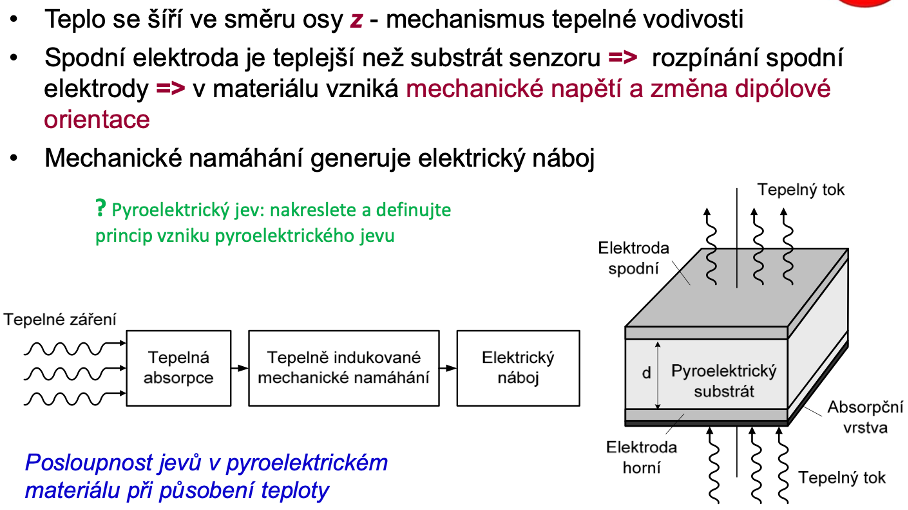 • Teplo se šíří ve směru osy z - mechanismus tepelné vodivosti
• Spodní elektroda je teplejší než substrát senzoru => rozpínání spodní
elektrody => v materiálu vzniká mechanické napětí a změna dipólové
orientace
• Mechanické namáhání generuje elektrický náboj
? Pyroelektrický jev: nakreslete a definujte
princip vzniku pyroelektrického jevu
Tepelné záření
Tepelná
absorpce
Tepelně indukované
mechanické namáhání
Elektrický
náboj
Posloupnost jevů v pyroelektrickém
materiálu při působení teploty
Tepelný tok
Elektroda
spodní
d
Pyroelektrický
substrát
Absorpční
vrstva
Elektroda
horní
Tepelný tok